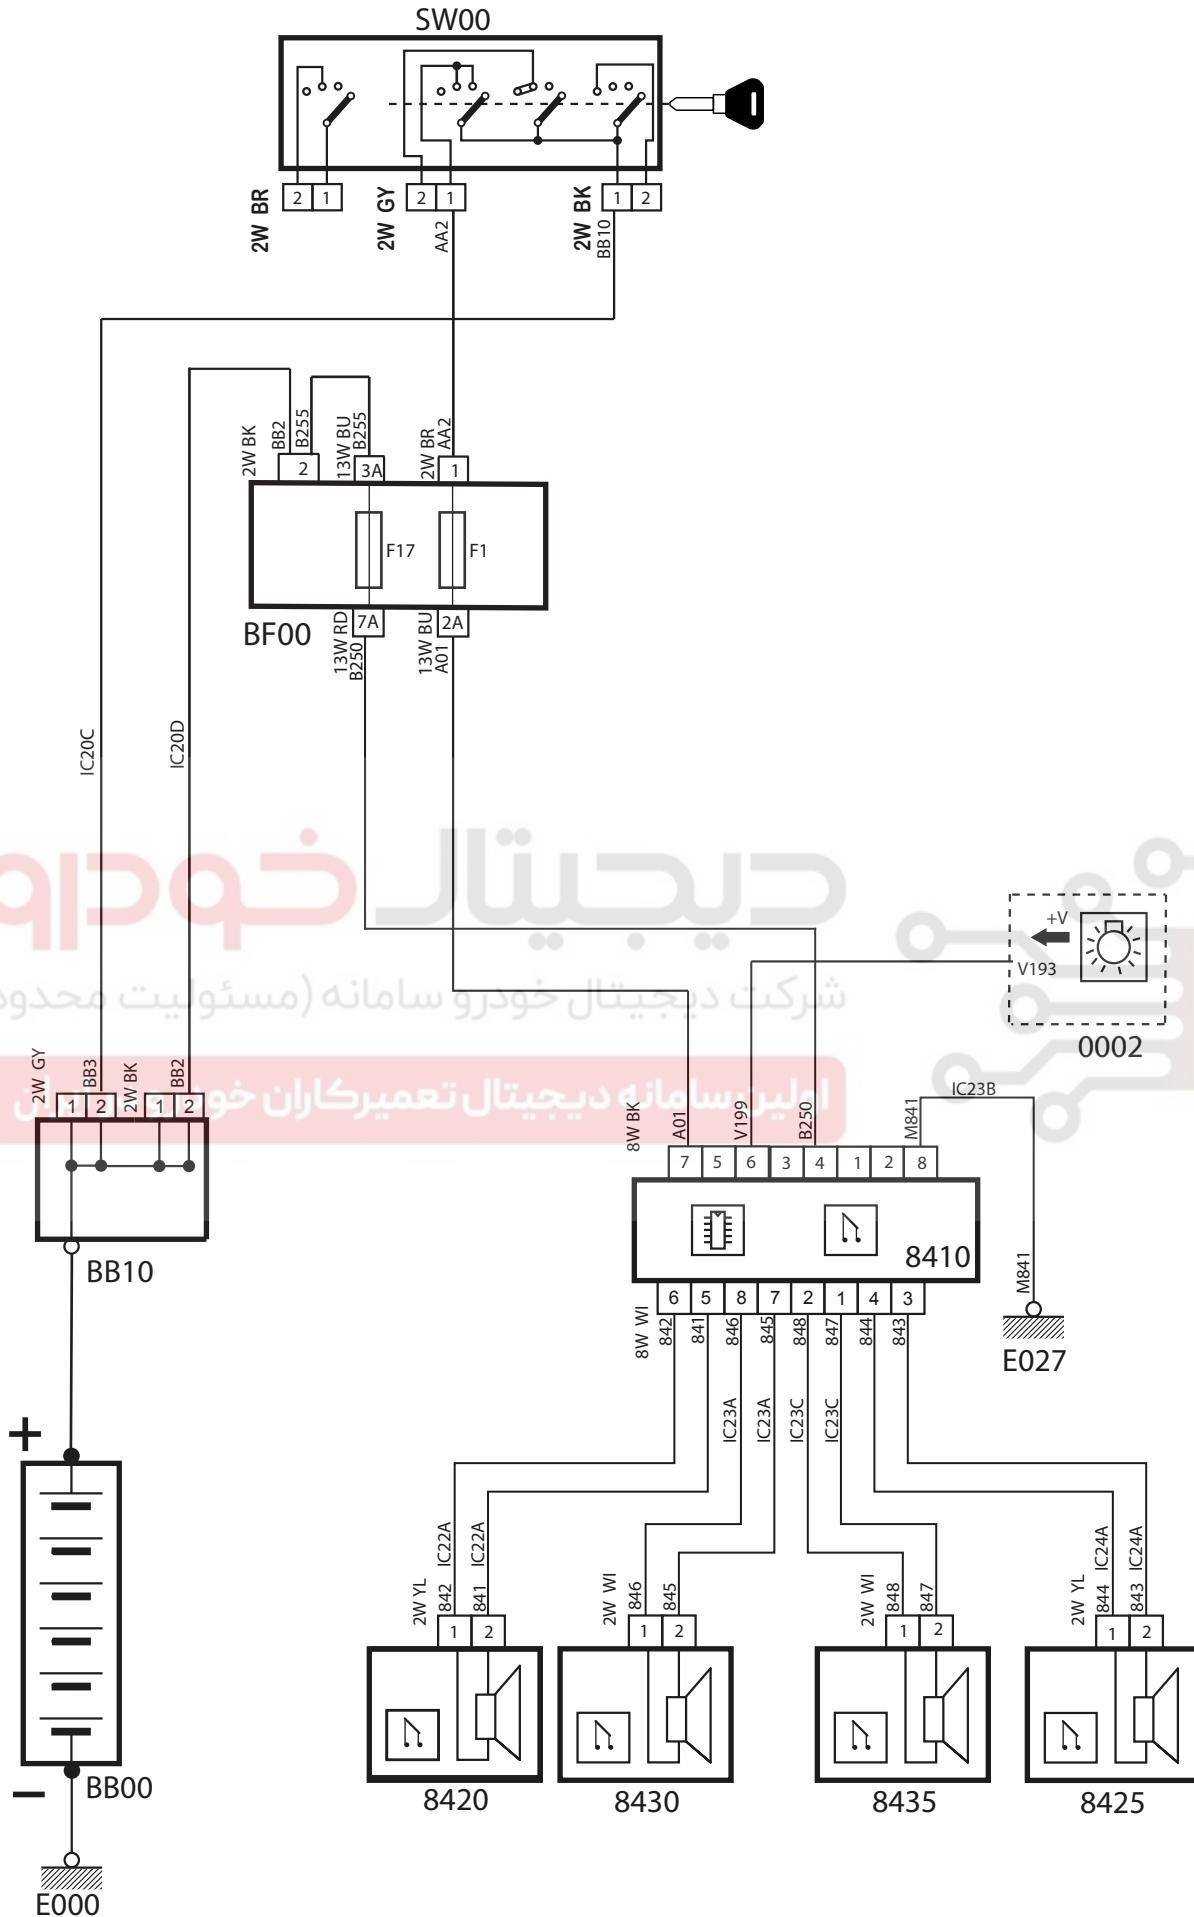 SW00
2W BR
2
1
2W GY
2
1
AA2
2W BK
1
2
BB10
2W BK
BB2
B255
2
13W BU
B255
3A
2W BR
AA2
1
F17
F1
BF00
13W RD
B250
7A
13W BU
A01
2A
IC20C
IC20D
دیجیتال خودرو
شرکت دیجیتال خودرو سامانه (مسئولیت محدود
اولین سامانه دیجیتال تعمیرکاران خودرو
+V
V193
0002
2W GY
1
BB3
2
2W BK
1
BB2
2
BB10
8W BK
A01
V199
B250
M841
IC23B
7
5
6
3
4
1
2
8
8410
M841
E027
6
5
8
7
2
1
4
3
8W WI
842
841
846
845
848
847
844
843
IC23A
IC23A
IC23C
IC23C
+
−
BB00
E000
2W YL
842
IC22A
841
IC22A
1
2
8420
2W WI
846
845
1
2
8430
2W WI
848
847
1
2
8435
2W YL
844
IC24A
843
IC24A
1
2
8425